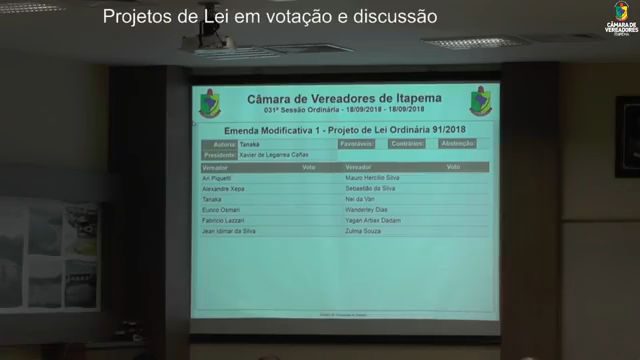 Projetos de Lei em votação e discussão
CÂMARA DE
VEREADORES
Itapema
Câmara de Vereadores de Itapema
031ª Sessão Ordinária - 18/09/2018 - 18/09/2018
Emenda Modificativa 1 - Projeto de Lei Ordinária 91/2018
Autoria: Tanaka Favoráveis: Contrários: Abstenção:
Presidente: Xavier de Legarrea Cañas
Vereador Voto Vereador Voto
Ari Piquetti Mauro Hercílio Silva
Alexandre Xepa Sebastião da Silva
Tanaka Nei da Van
Eurico Osmari Wanderley Dias
Fabrício Lazzari Yagan Arbax Dadam
Jean Idimar da Silva Zulma Souza